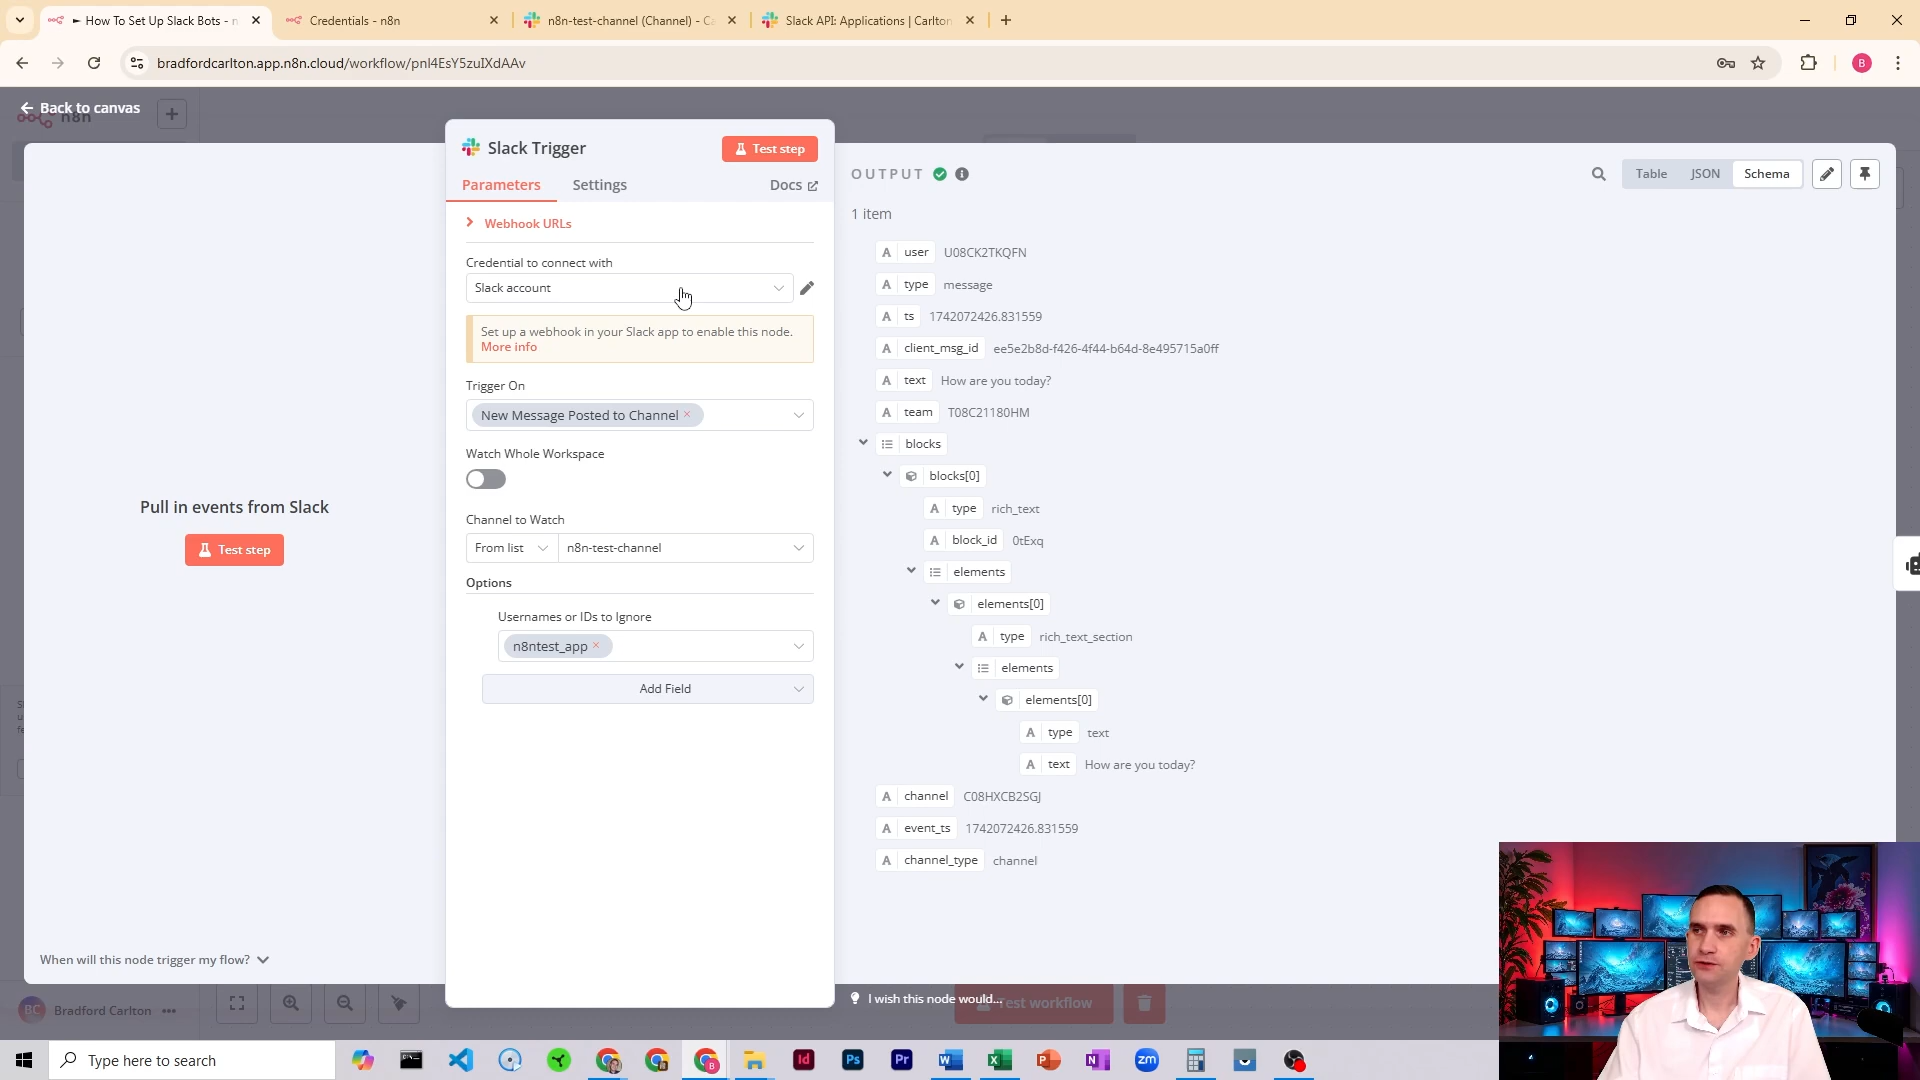 ► How To Set Up Slack Bots - n
Credentials - n8n
n8n-test-channel (Channel) - C
Slack API: Applications | Carlton
bradfordcarlton.app.n8n.cloud/workflow/pnl4EsY5zuIXdAAv
B
Back to canvas
n8n
Slack Trigger
Test step
Parameters
Settings
Docs
Webhook URLs
Credential to connect with
Slack account
Set up a webhook in your Slack app to enable this node.
More info
Trigger On
New Message Posted to Channel
Watch Whole Workspace
Channel to Watch
From list
n8n-test-channel
Options
Usernames or IDs to Ignore
n8ntest_app
Add Field
Pull in events from Slack
Test step
When will this node trigger my flow?
OUTPUT
Table
JSON
Schema
1 item
A user U08CK2TKQFN
A type message
A ts 1742072426.831559
A client_msg_id ee5e2b8d-f426-4f44-b64d-8e495715a0ff
A text How are you today?
A team T08C21180HM
blocks
blocks[0]
A type rich_text
A block_id 0tExq
elements
elements[0]
A type rich_text_section
elements
elements[0]
A type text
A text How are you today?
A channel C08HXCB2SGJ
A event_ts 1742072426.831559
A channel_type channel
I wish this node would...
Test workflow
BC Bradford Carlton
Type here to search
B
Id
Ps
Pr
W
X
P
N
zm